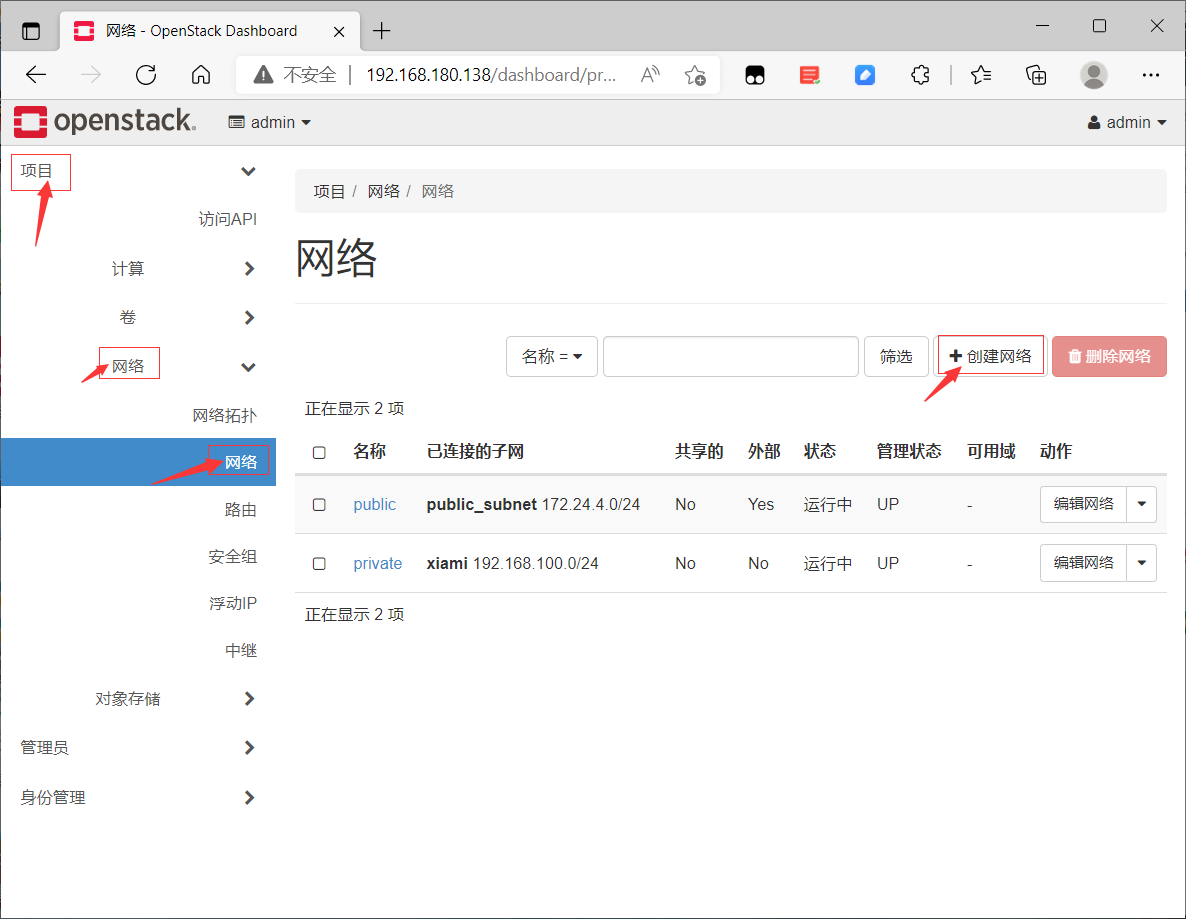 网络 - OpenStack Dashboard
不安全 192.168.180.138/dashboard/pr...
openstack. admin admin
项目
访问API
计算
卷
网络
网络拓扑
网络
路由
安全组
浮动IP
中继
对象存储
管理员
身份管理
项目 / 网络 / 网络
网络
名称 = 筛选 创建网络 删除网络
正在显示 2 项
名称 已连接的子网 共享的 外部 状态 管理状态 可用域 动作
public public_subnet 172.24.4.0/24 No Yes 运行中 UP - 编辑网络
private xiami 192.168.100.0/24 No No 运行中 UP - 编辑网络
正在显示 2 项